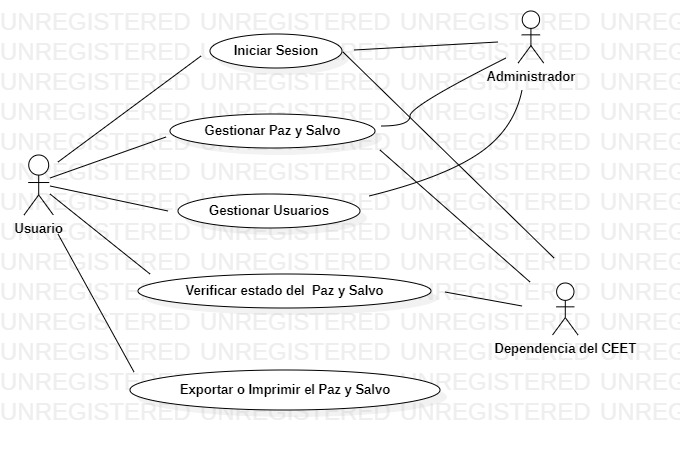 UNREGISTERED UNREGISTERED UNREGISTERED UNREG
Iniciar Sesion
Administrador
Gestionar Paz y Salvo
Usuario
Gestionar Usuarios
Verificar estado del Paz y Salvo
Dependencia del CEET
Exportar o Imprimir el Paz y Salvo